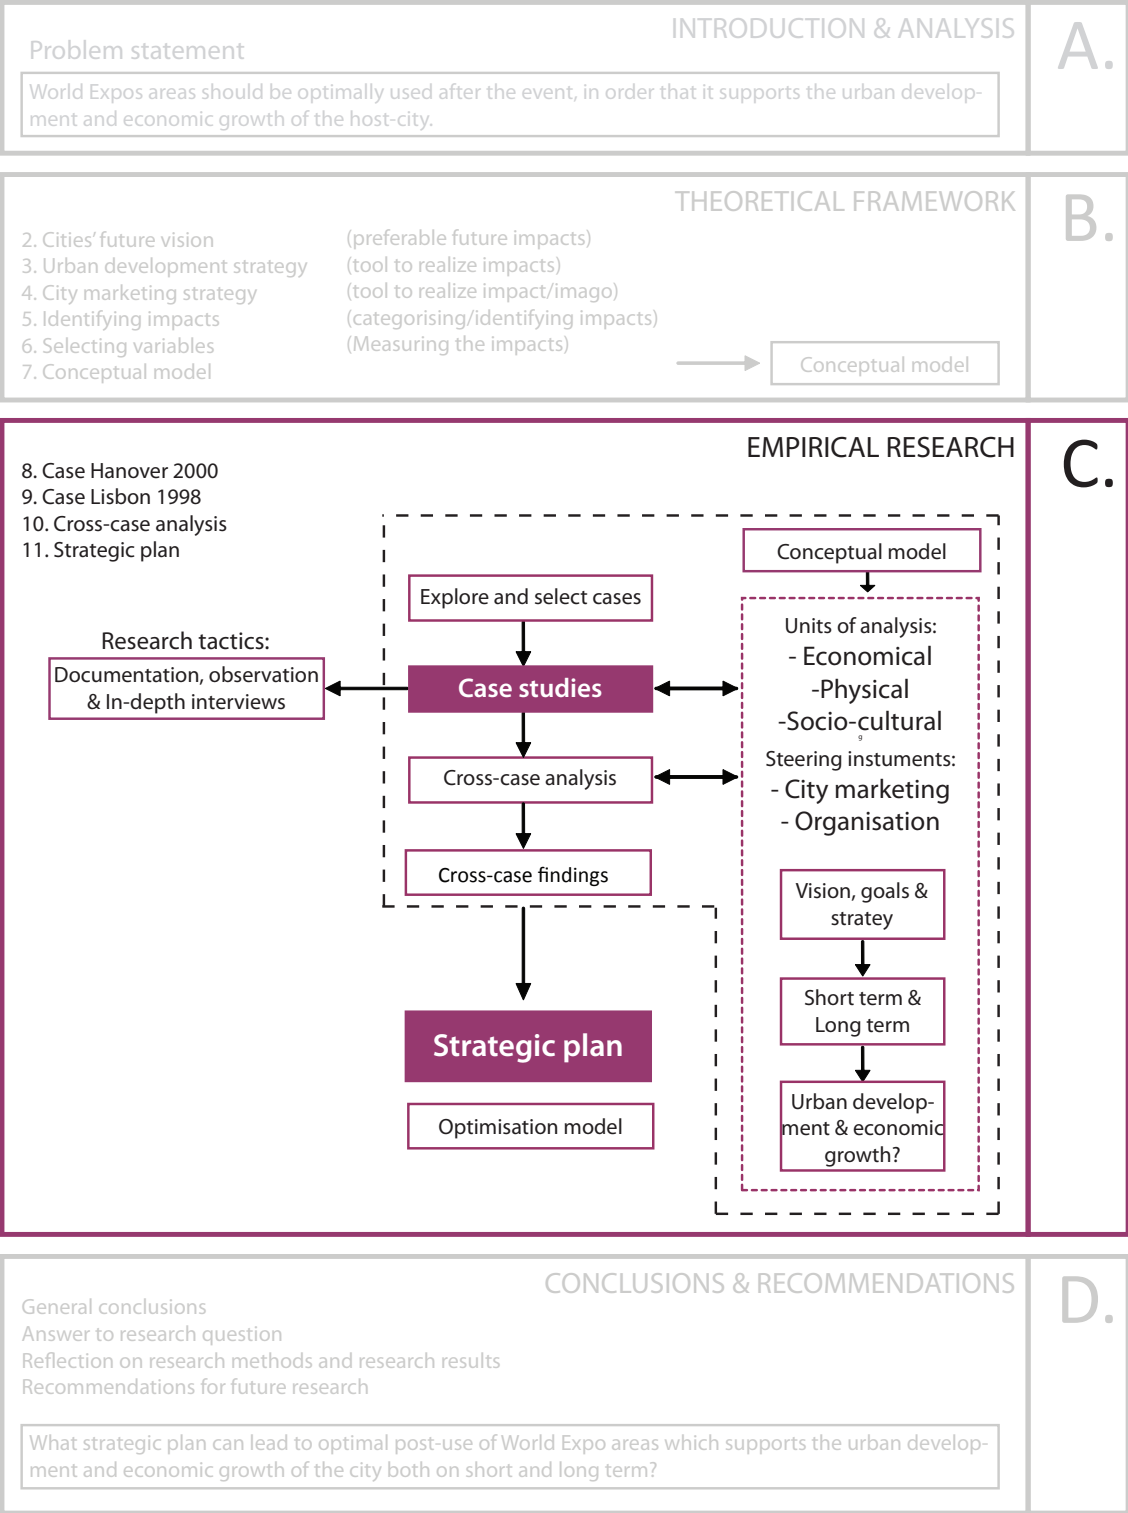 INTRODUCTION & ANALYSIS
A.
Problem statement
World Expos areas should be optimally used after the event, in order that it supports the urban develop-
ment and economic growth of the host-city.
THEORETICAL FRAMEWORK
B.
2. Cities' future vision (preferable future impacts)
3. Urban development strategy (tool to realize impacts)
4. City marketing strategy (tool to realize impact/imago)
5. Identifying impacts (categorising/identifying impacts)
6. Selecting variables (Measuring the impacts)
7. Conceptual model
Conceptual model
EMPIRICAL RESEARCH
C.
8. Case Hanover 2000
9. Case Lisbon 1998
10. Cross-case analysis
11. Strategic plan
Explore and select cases
Research tactics:
Documentation, observation
& In-depth interviews
Case studies
Cross-case analysis
Cross-case findings
Strategic plan
Optimisation model
Conceptual model
Units of analysis:
- Economical
-Physical
-Socio-cultural
g
Steering instuments:
- City marketing
- Organisation
Vision, goals &
stratey
Short term &
Long term
Urban develop-
ment & economic
growth?
CONCLUSIONS & RECOMMENDATIONS
D.
General conclusions
Answer to research question
Reflection on research methods and research results
Recommendations for future research
What strategic plan can lead to optimal post-use of World Expo areas which supports the urban develop-
ment and economic growth of the city both on short and long term?